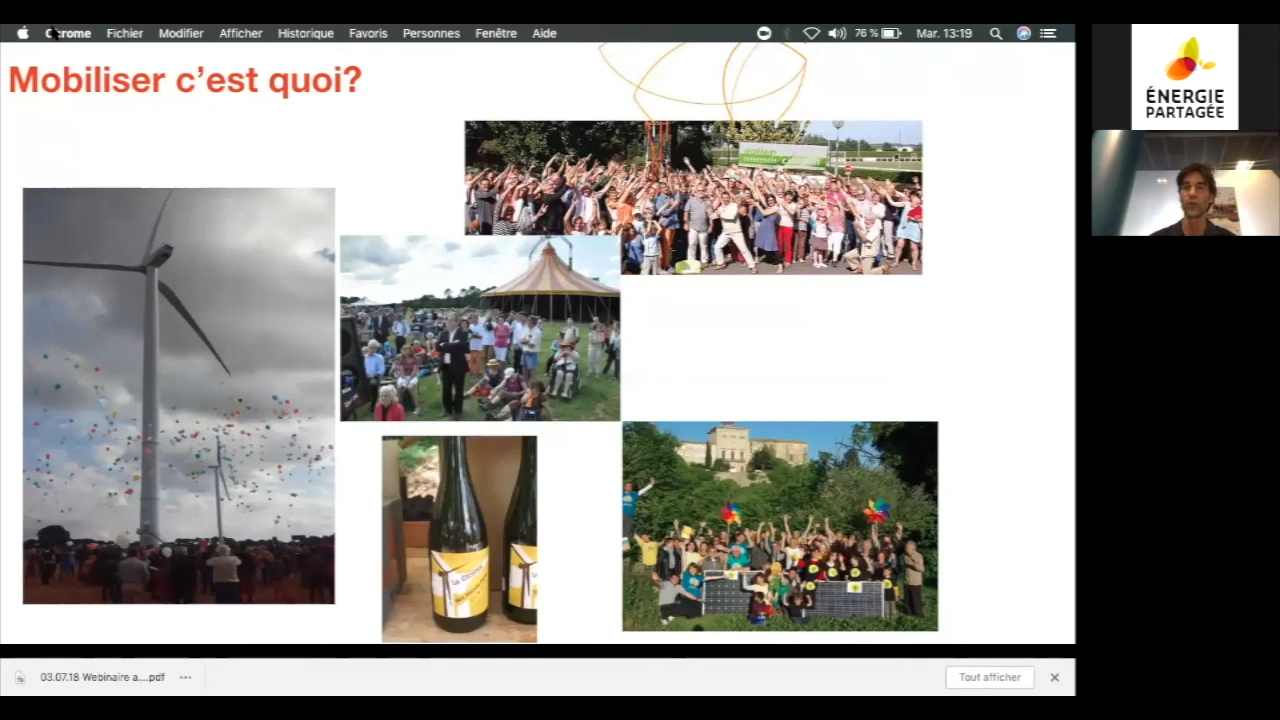 Chrome Fichier Modifier Afficher Historique Favoris Personnes Fenêtre Aide 76 % Mar. 13:19
Mobiliser c’est quoi?
ÉNERGIE
PARTAGÉE
03.07.18 Webinaire a....pdf
Tout afficher